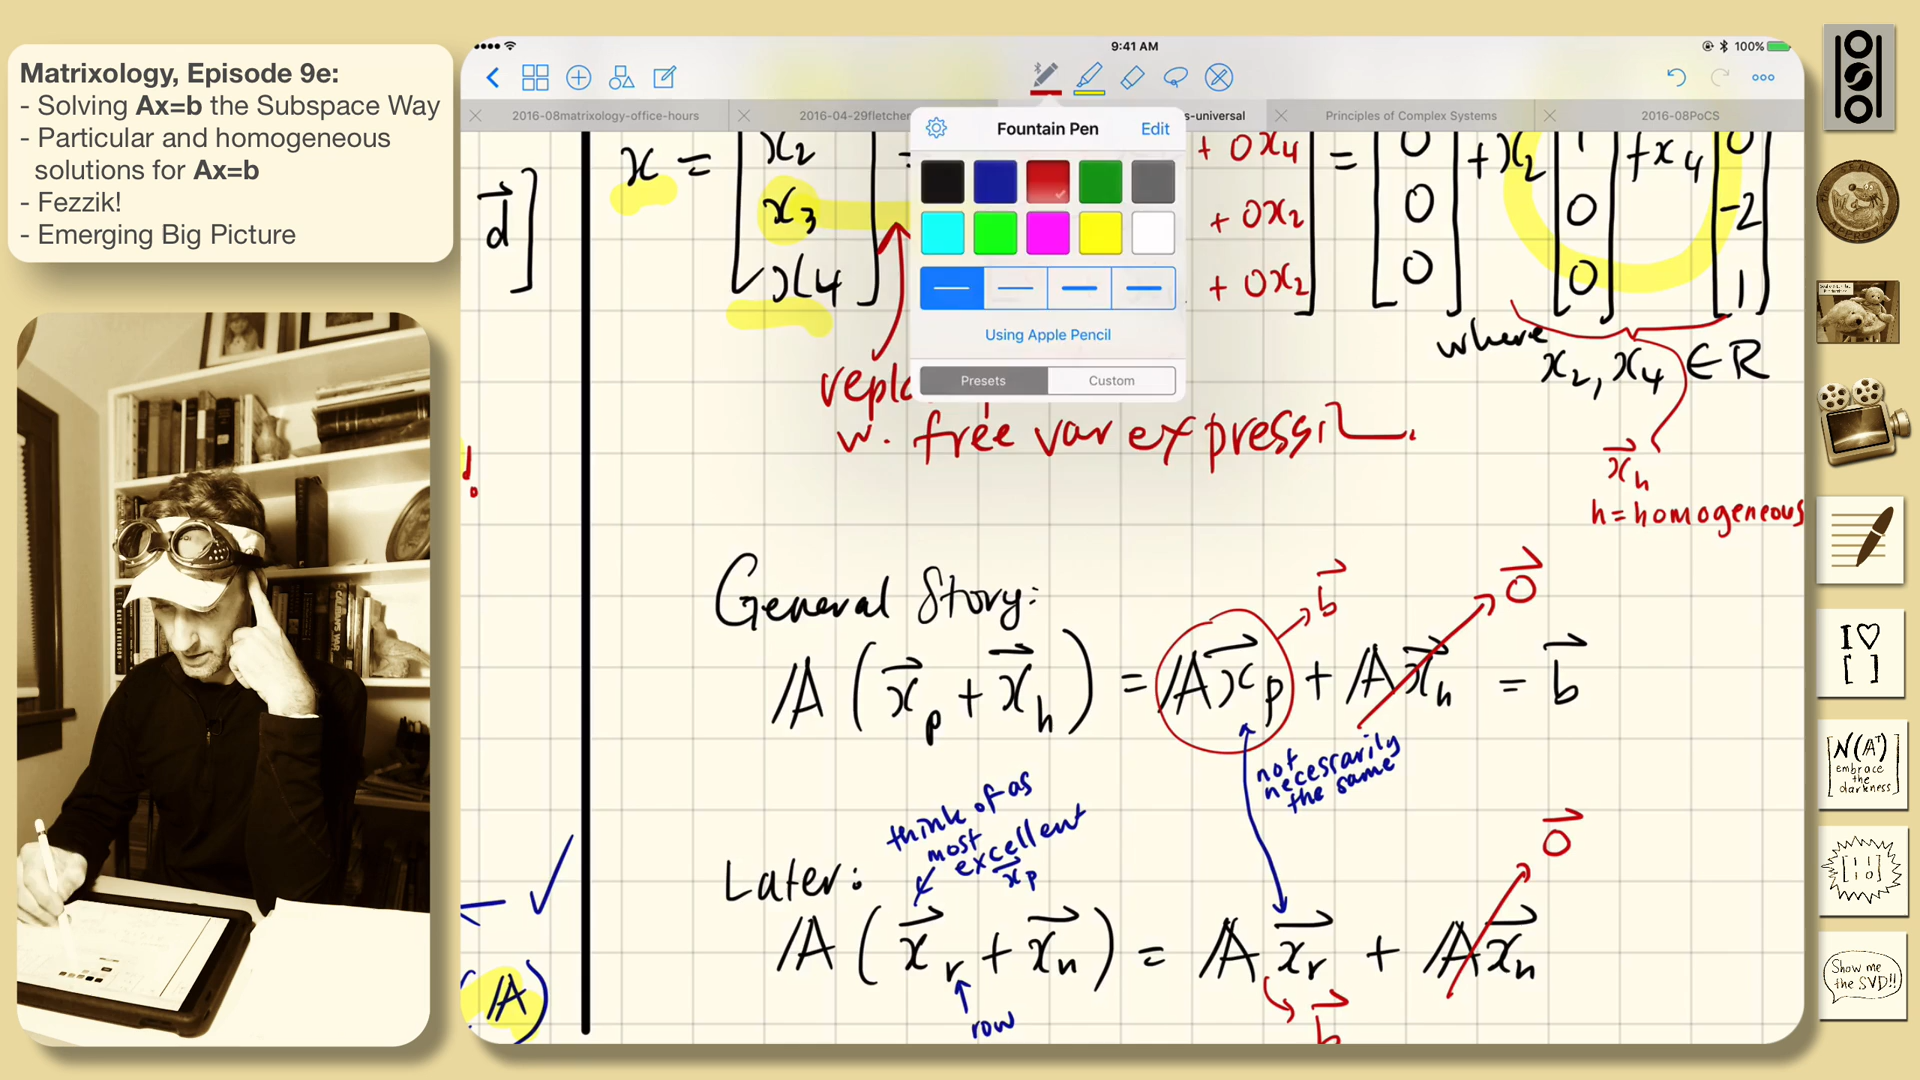 Matrixology, Episode 9e:
- Solving Ax=b the Subspace Way
- Particular and homogeneous
solutions for Ax=b
- Fezzik!
- Emerging Big Picture
9:41 AM
100%
2016-08matrixology-office-hours
2016-04-29fletcher
s-universal
Principles of Complex Systems
2016-08PoCS
Fountain Pen
Edit
Using Apple Pencil
Presets
Custom
d⃗ ]
x = [ x2 x3 x4 ]
+ 0x4
+ 0x2
+ 0x2
= [ 0 0 0 ] + x2 [ 1 0 0 ] + x4 [ 0 -2 1 ]
where
x2, x4 ∈ R
repla
w. free var expression.
x⃗h
h = homogeneous
!
General Story:
b⃗
0⃗
A ( x⃗p + x⃗h ) = A x⃗p + A x⃗h = b⃗
not
necessarily
the same
think of as
most
excellent
x⃗p
0⃗
Later:
A ( x⃗r + x⃗n ) = A x⃗r + A x⃗n
row
b⃗
(A)
I ♡
[ ]
N(Aᵀ)
embrace
the
darkness
Show me
the SVD!!